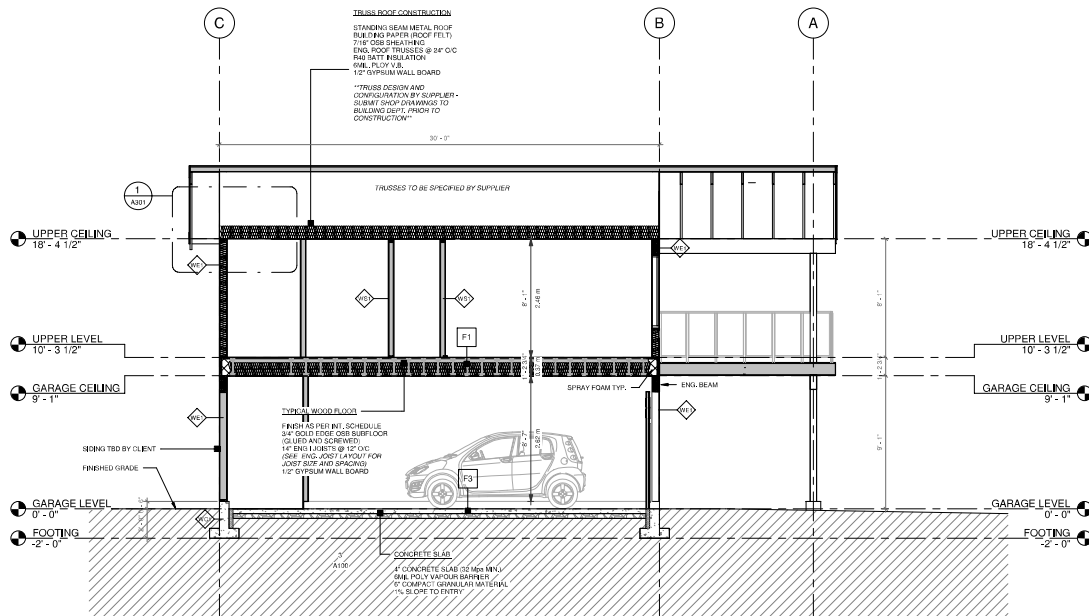 C
B
A
TRUSS ROOF CONSTRUCTION
STANDING SEAM METAL ROOF
BUILDING PAPER (ROOF FELT)
7/16" OSB SHEATHING
ENG. ROOF TRUSSES @ 24" O/C
R40 BATT INSULATION
6MIL. PLOY V.B.
1/2" GYPSUM WALL BOARD
**TRUSS DESIGN AND
CONFIGURATION BY SUPPLIER -
SUBMIT SHOP DRAWINGS TO
BUILDING DEPT. PRIOR TO
CONSTRUCTION**
30' - 0"
1
A301
TRUSSES TO BE SPECIFIED BY SUPPLIER
UPPER CEILING
18' - 4 1/2"
UPPER CEILING
18' - 4 1/2"
WE1
WE1
WS1
WS1
8' - 1"
2.46 m
8' - 1"
UPPER LEVEL
10' - 3 1/2"
F1
UPPER LEVEL
10' - 3 1/2"
0.37 m
GARAGE CEILING
9' - 1"
SPRAY FOAM TYP.
ENG. BEAM
GARAGE CEILING
9' - 1"
WE1
WE1
TYPICAL WOOD FLOOR
FINISH AS PER INT. SCHEDULE
3/4" GOLD EDGE OSB SUBFLOOR
(GLUED AND SCREWED)
14" ENG I JOISTS @ 12" O/C
(SEE ENG. JOIST LAYOUT FOR
JOIST SIZE AND SPACING)
1/2" GYPSUM WALL BOARD
8' - 7"
2.62 m
9' - 1"
SIDING TBD BY CLIENT
FINISHED GRADE
F3
GARAGE LEVEL
0' - 0"
GARAGE LEVEL
0' - 0"
FOOTING
-2' - 0"
FOOTING
-2' - 0"
3
A100
CONCRETE SLAB
4" CONCRETE SLAB (32 Mpa MIN.)
6MIL POLY VAPOUR BARRIER
6" COMPACT GRANULAR MATERIAL
1% SLOPE TO ENTRY